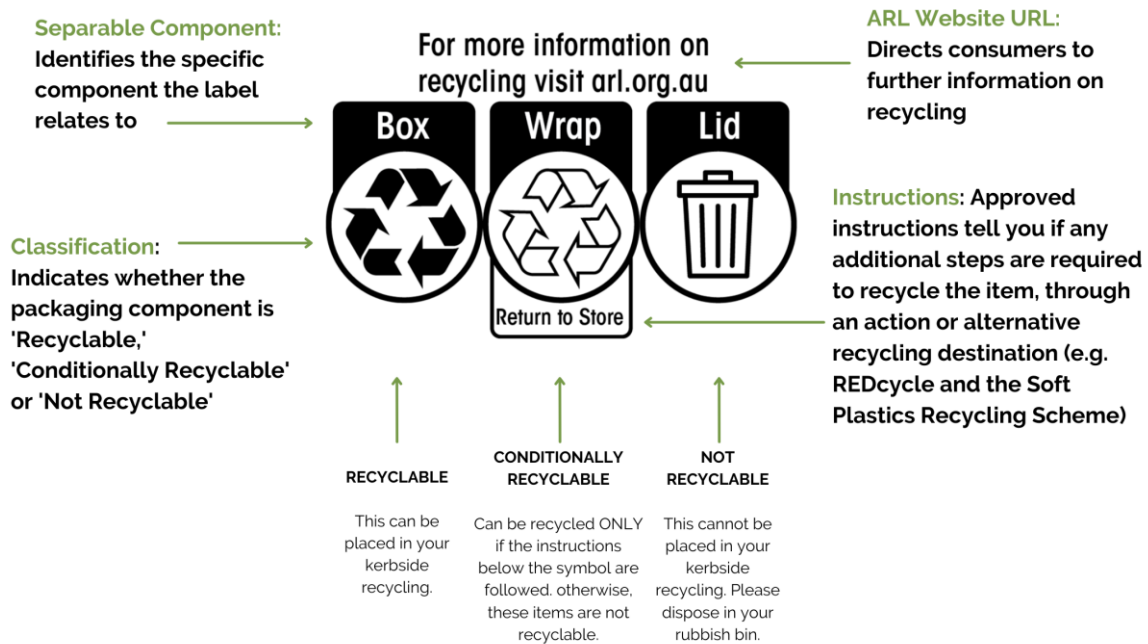 Separable Component:
Identifies the specific
component the label
relates to
For more information on
recycling visit arl.org.au
ARL Website URL:
Directs consumers to
further information on
recycling
Box
Wrap
Lid
Return to Store
Classification:
Indicates whether the
packaging component is
'Recyclable,'
'Conditionally Recyclable'
or 'Not Recyclable'
Instructions: Approved
instructions tell you if any
additional steps are required
to recycle the item, through
an action or alternative
recycling destination (e.g.
REDcycle and the Soft
Plastics Recycling Scheme)
RECYCLABLE
This can be
placed in your
kerbside
recycling.
CONDITIONALLY
RECYCLABLE
Can be recycled ONLY
if the instructions
below the symbol are
followed. otherwise,
these items are not
recyclable.
NOT
RECYCLABLE
This cannot be
placed in your
kerbside
recycling. Please
dispose in your
rubbish bin.